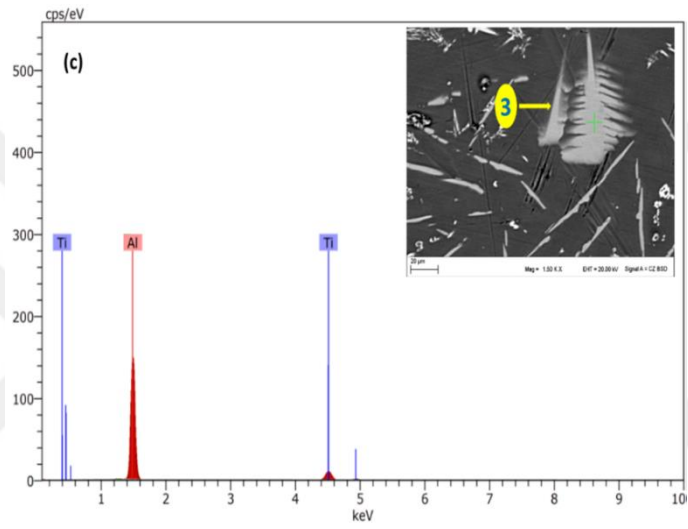 cps/eV
(c)
500
400
300
200
100
0
Ti
Al
Ti
1
2
3
4
5
6
7
8
9
10
keV
3
20 µm
Mag = 1.50 K X
EHT = 20.00 kV
Signal A = CZ BSD